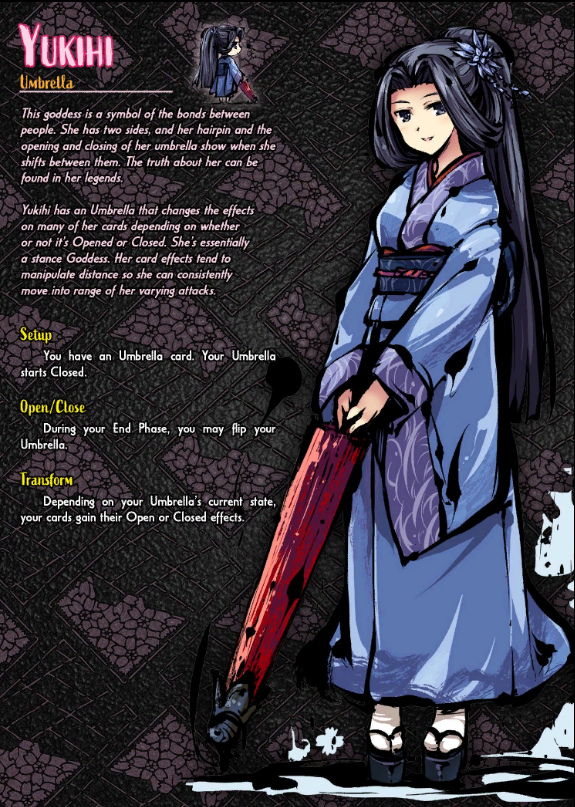 Yukihi
Umbrella
This goddess is a symbol of the bonds between
people. She has two sides, and her hairpin and the
opening and closing of her umbrella show when she
shifts between them. The truth about her can be
found in her legends.
Yukihi has an Umbrella that changes the effects
on many of her cards depending on whether
or not it's Opened or Closed. She's essentially
a stance Goddess. Her card effects tend to
manipulate distance so she can consistently
move into range of her varying attacks.
Setup
You have an Umbrella card. Your Umbrella
starts Closed.
Open/Close
During your End Phase, you may flip your
Umbrella.
Transform
Depending on your Umbrella's current state,
your cards gain their Open or Closed effects.